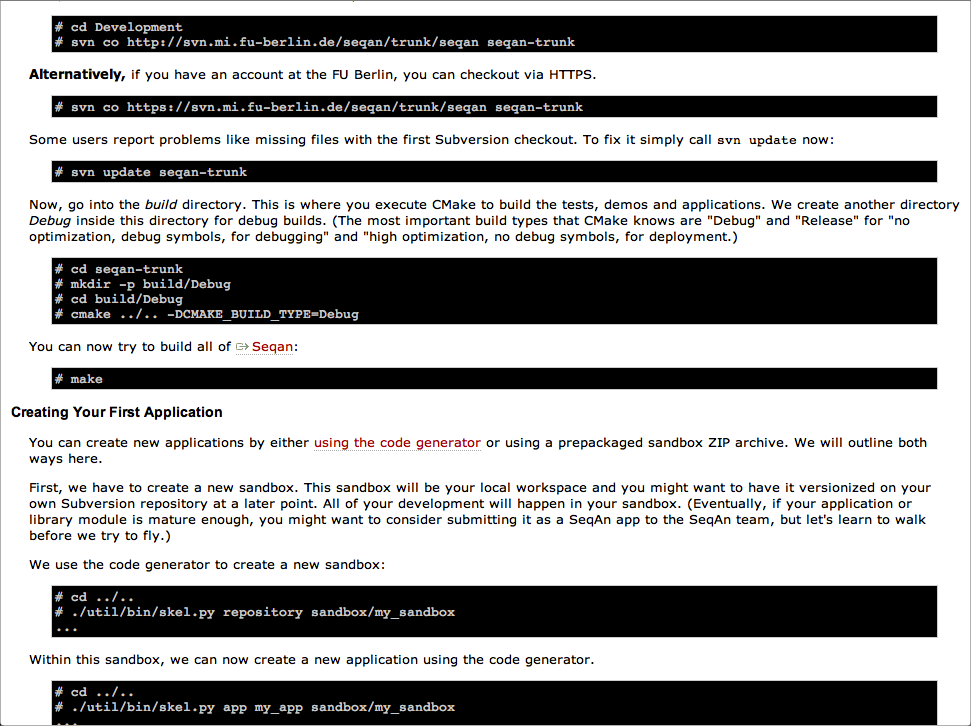 # cd Development
# svn co http://svn.mi.fu-berlin.de/seqan/trunk/seqan seqan-trunk
Alternatively, if you have an account at the FU Berlin, you can checkout via HTTPS.
# svn co https://svn.mi.fu-berlin.de/seqan/trunk/seqan seqan-trunk
Some users report problems like missing files with the first Subversion checkout. To fix it simply call svn update now:
# svn update seqan-trunk
Now, go into the build directory. This is where you execute CMake to build the tests, demos and applications. We create another directory
Debug inside this directory for debug builds. (The most important build types that CMake knows are "Debug" and "Release" for "no
optimization, debug symbols, for debugging" and "high optimization, no debug symbols, for deployment.)
# cd seqan-trunk
# mkdir -p build/Debug
# cd build/Debug
# cmake ../.. -DCMAKE_BUILD_TYPE=Debug
You can now try to build all of Seqan:
# make
Creating Your First Application
You can create new applications by either using the code generator or using a prepackaged sandbox ZIP archive. We will outline both
ways here.
First, we have to create a new sandbox. This sandbox will be your local workspace and you might want to have it versionized on your
own Subversion repository at a later point. All of your development will happen in your sandbox. (Eventually, if your application or
library module is mature enough, you might want to consider submitting it as a SeqAn app to the SeqAn team, but let's learn to walk
before we try to fly.)
We use the code generator to create a new sandbox:
# cd ../..
# ./util/bin/skel.py repository sandbox/my_sandbox
...
Within this sandbox, we can now create a new application using the code generator.
# cd ../..
# ./util/bin/skel.py app my_app sandbox/my_sandbox
...